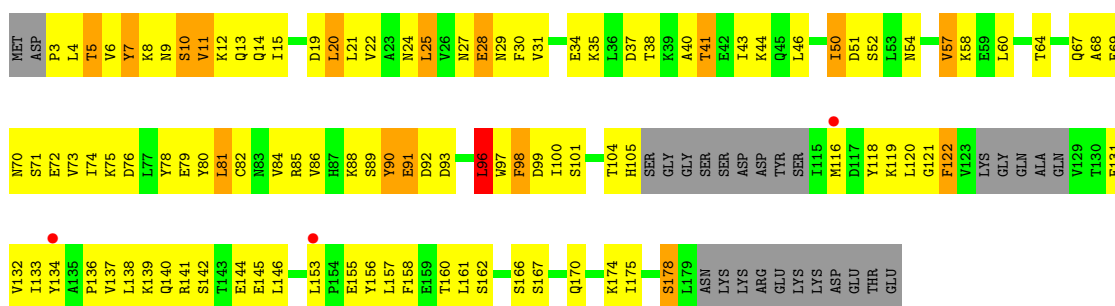 MET ASP P3 L4 T5 V6 Y7 K8 N9 S10 V11 K12 Q13 Q14 I15 D19 L20 L21 V22 A23 N24 L25 V26 N27 E28 N29 F30 V31 E34 K35 L36 D37 T38 K39 A40 T41 E42 I43 K44 Q45 L46 I50 D51 S52 L53 N54 V57 K58 E59 L60 T64 Q67 A68
N70 S71 E72 V73 I74 K75 D76 L77 Y78 E79 Y80 L81 C82 N83 V84 R85 V86 H87 K88 S89 Y90 E91 D92 D93 L96 W97 F98 D99 I100 S101 T104 H105 SER GLY GLY SER SER ASP ASP TYR SER I115 M116 D117 Y118 K119 L120 G121 F122 V123 LYS GLY GLN ALA GLN V129 T130
V132 I133 Y134 A135 P136 V137 L138 K139 Q140 R141 S142 T143 E144 E145 L146 L153 P154 E155 Y156 L157 F158 E159 T160 L161 S162 S166 S167 Q170 K174 I175 S178 L179 ASN LYS LYS ARG GLU LYS LYS ASP GLU THR GLU